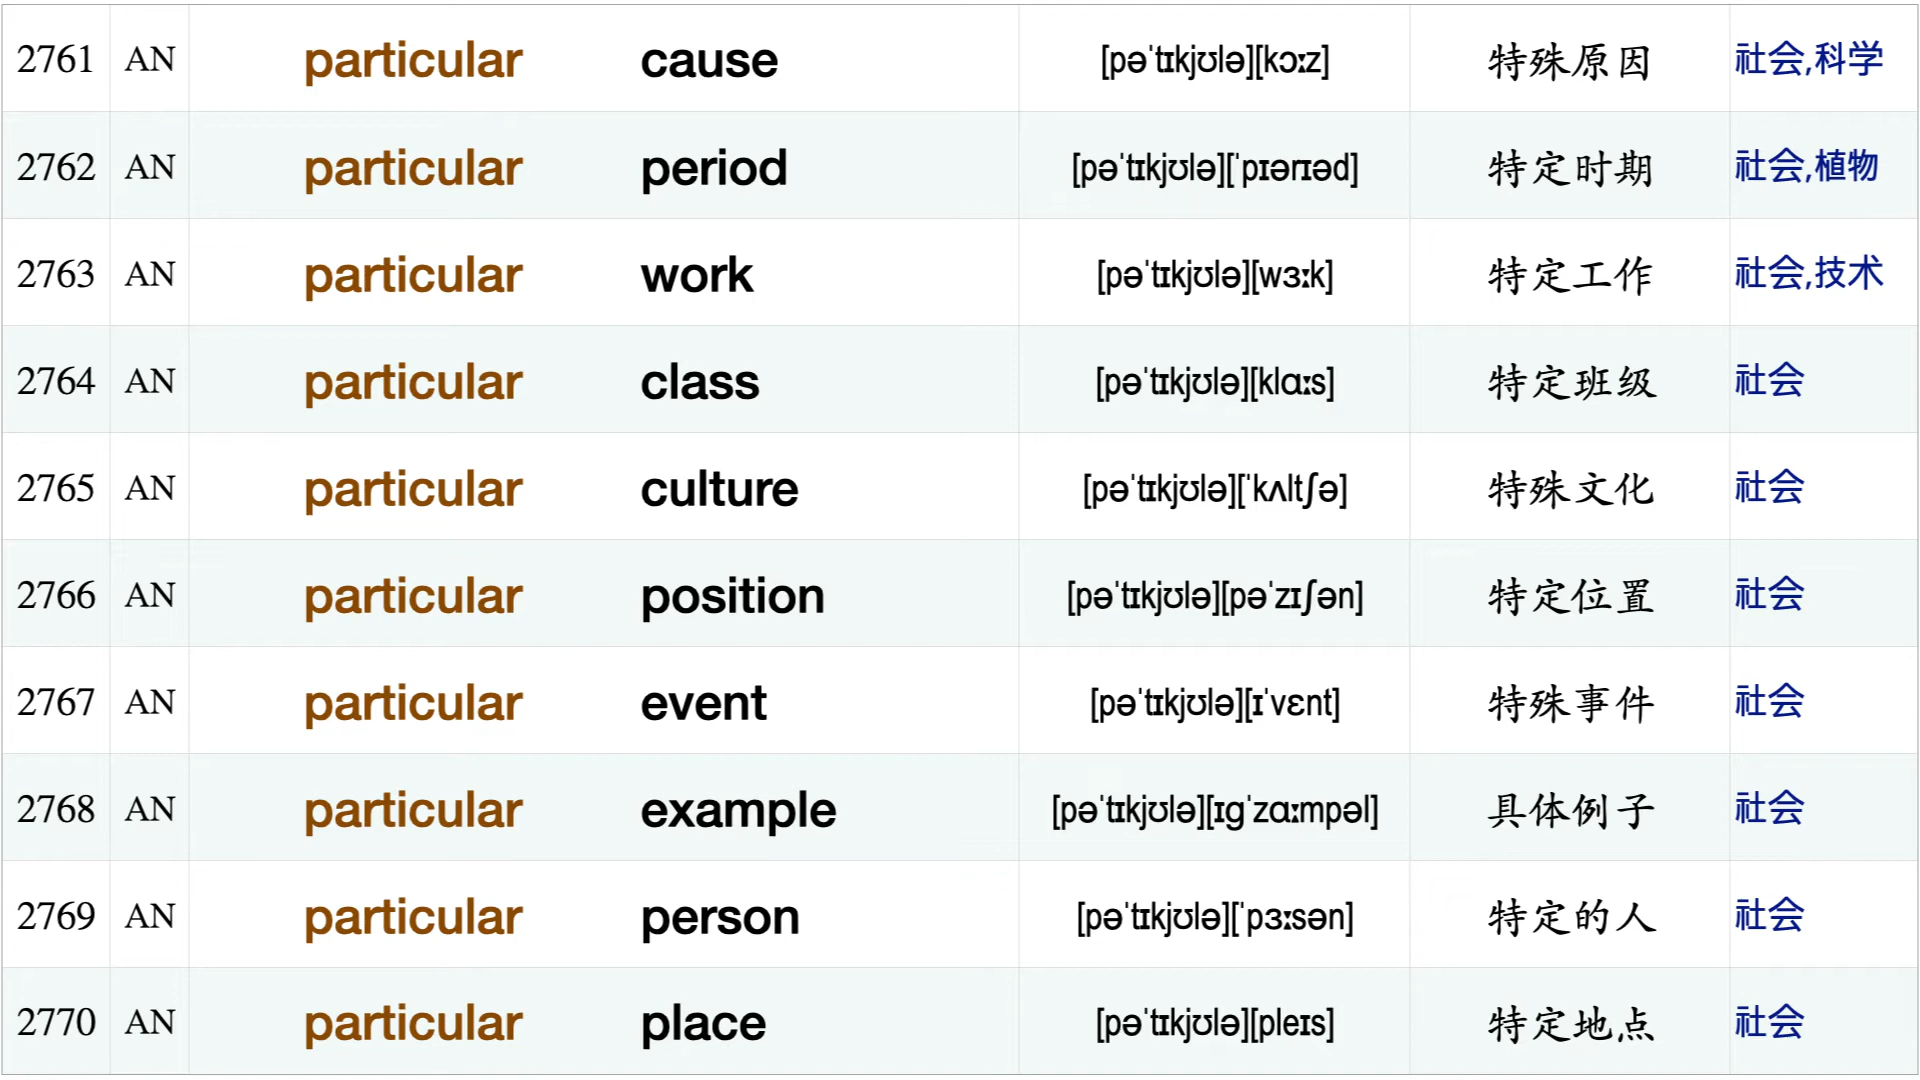 2761 AN particular cause [pəˈtɪkjʊlə][kɔːz] 特殊原因 社会,科学
2762 AN particular period [pəˈtɪkjʊlə][ˈpɪərɪəd] 特定时期 社会,植物
2763 AN particular work [pəˈtɪkjʊlə][wɜːk] 特定工作 社会,技术
2764 AN particular class [pəˈtɪkjʊlə][klɑːs] 特定班级 社会
2765 AN particular culture [pəˈtɪkjʊlə][ˈkʌltʃə] 特殊文化 社会
2766 AN particular position [pəˈtɪkjʊlə][pəˈzɪʃən] 特定位置 社会
2767 AN particular event [pəˈtɪkjʊlə][ɪˈvɛnt] 特殊事件 社会
2768 AN particular example [pəˈtɪkjʊlə][ɪgˈzɑːmpəl] 具体例子 社会
2769 AN particular person [pəˈtɪkjʊlə][ˈpɜːsən] 特定的人 社会
2770 AN particular place [pəˈtɪkjʊlə][pleɪs] 特定地点 社会